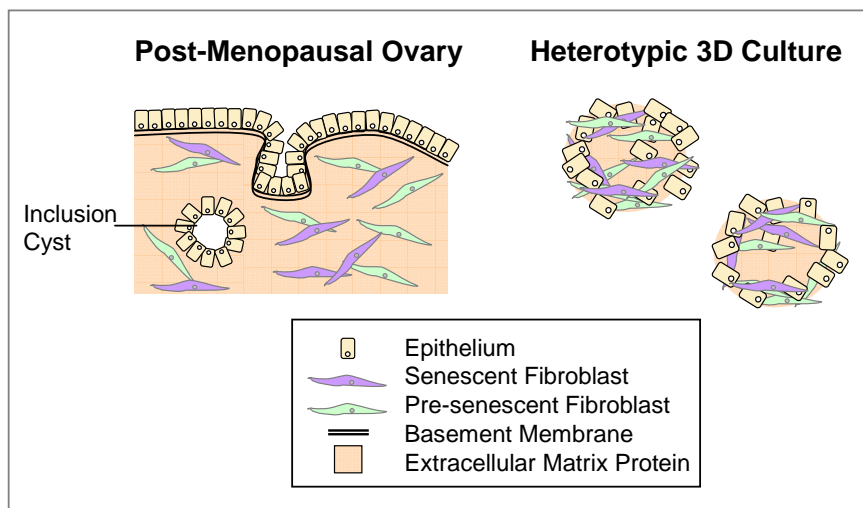 Post-Menopausal Ovary
Heterotypic 3D Culture
Inclusion
Cyst
Epithelium
Senescent Fibroblast
Pre-senescent Fibroblast
Basement Membrane
Extracellular Matrix Protein